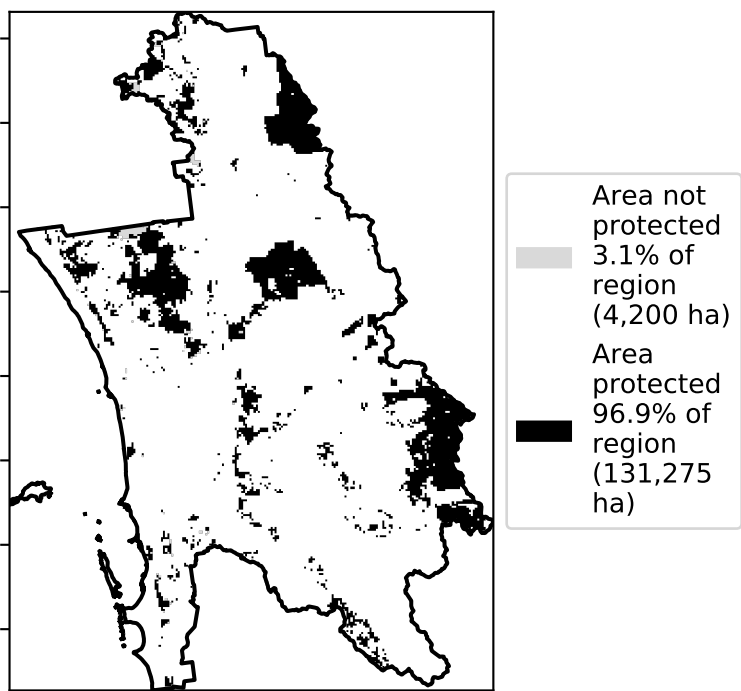 Area not
protected
3.1% of
region
(4,200 ha)
Area
protected
96.9% of
region
(131,275
ha)